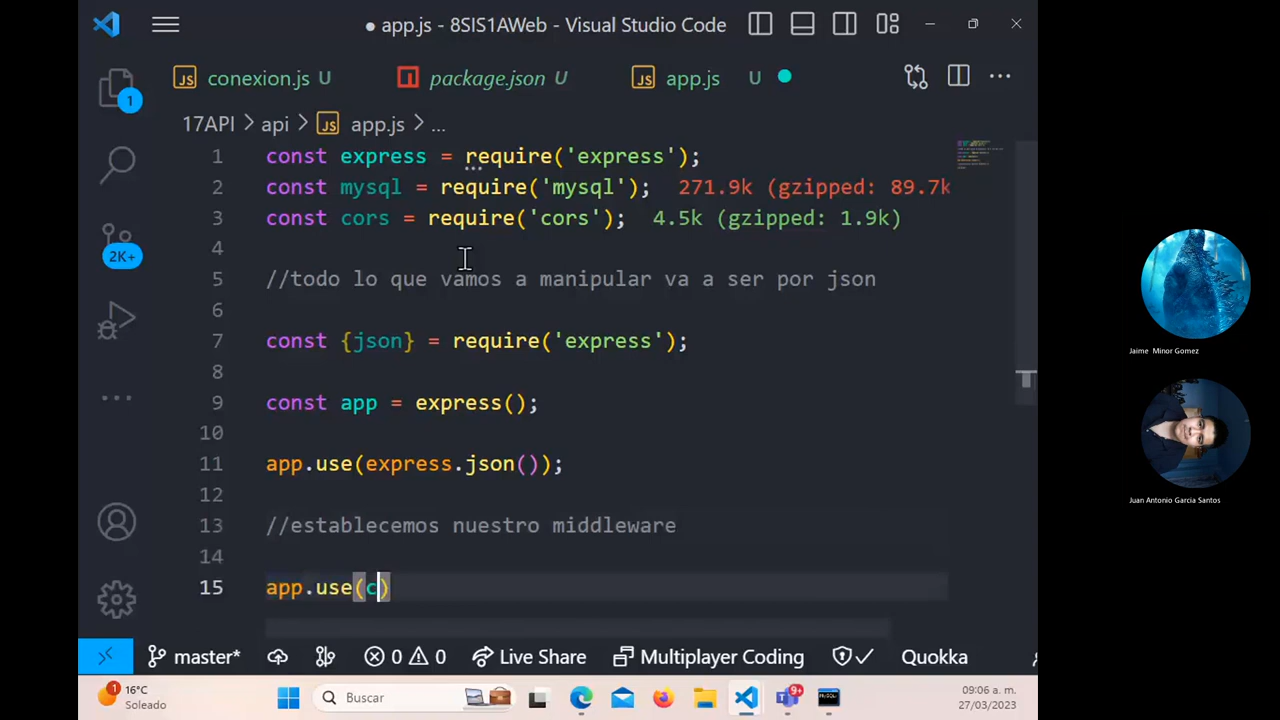 ● app.js - 8SIS1AWeb - Visual Studio Code
JS conexion.js U
package.json U
JS app.js U
17API > api > JS app.js > ...
1 const express = require('express');
2 const mysql = require('mysql'); 271.9k (gzipped: 89.7k
3 const cors = require('cors'); 4.5k (gzipped: 1.9k)
4
5 //todo lo que vamos a manipular va a ser por json
6
7 const {json} = require('express');
8
9 const app = express();
10
11 app.use(express.json());
12
13 //establecemos nuestro middleware
14
15 app.use(c)
1
2K+
Jaime Minor Gomez
Juan Antonio Garcia Santos
master* 0 0 Live Share Multiplayer Coding Quokka
1 16°C
Soleado
Buscar
9+
09:06 a. m.
27/03/2023